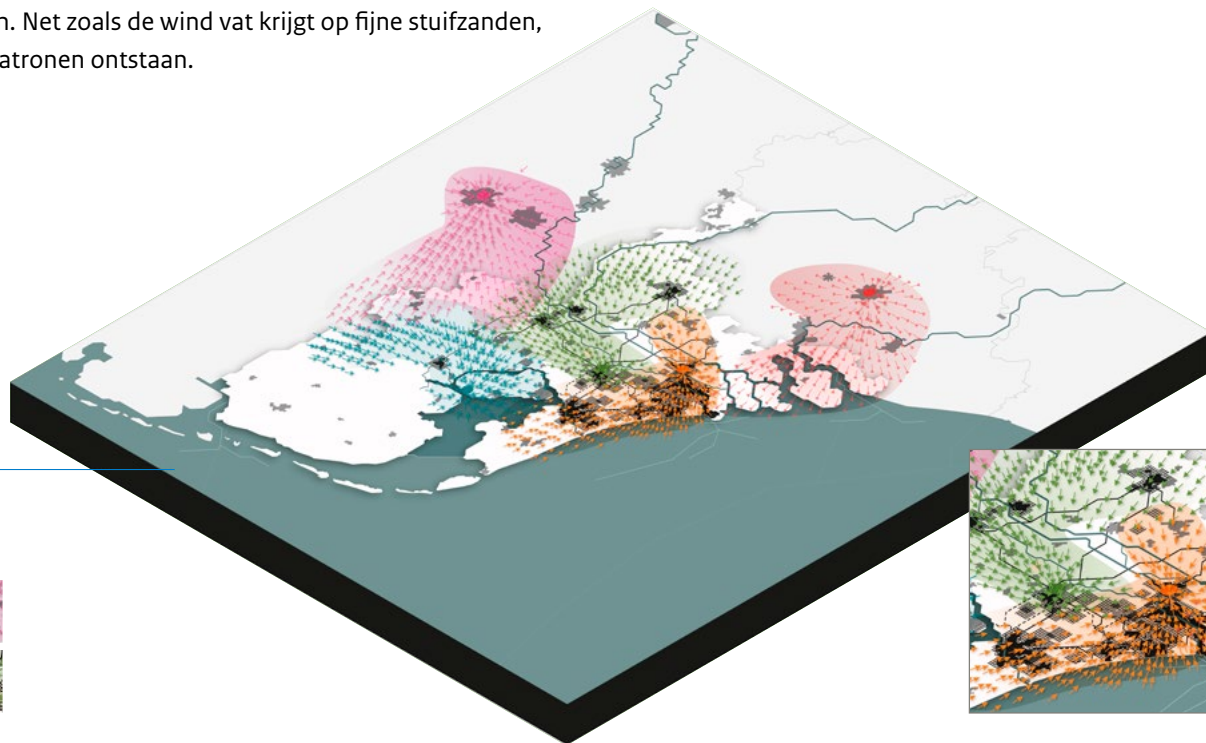 n. Net zoals de wind vat krijgt op fijne stuifzanden,
atronen ontstaan.